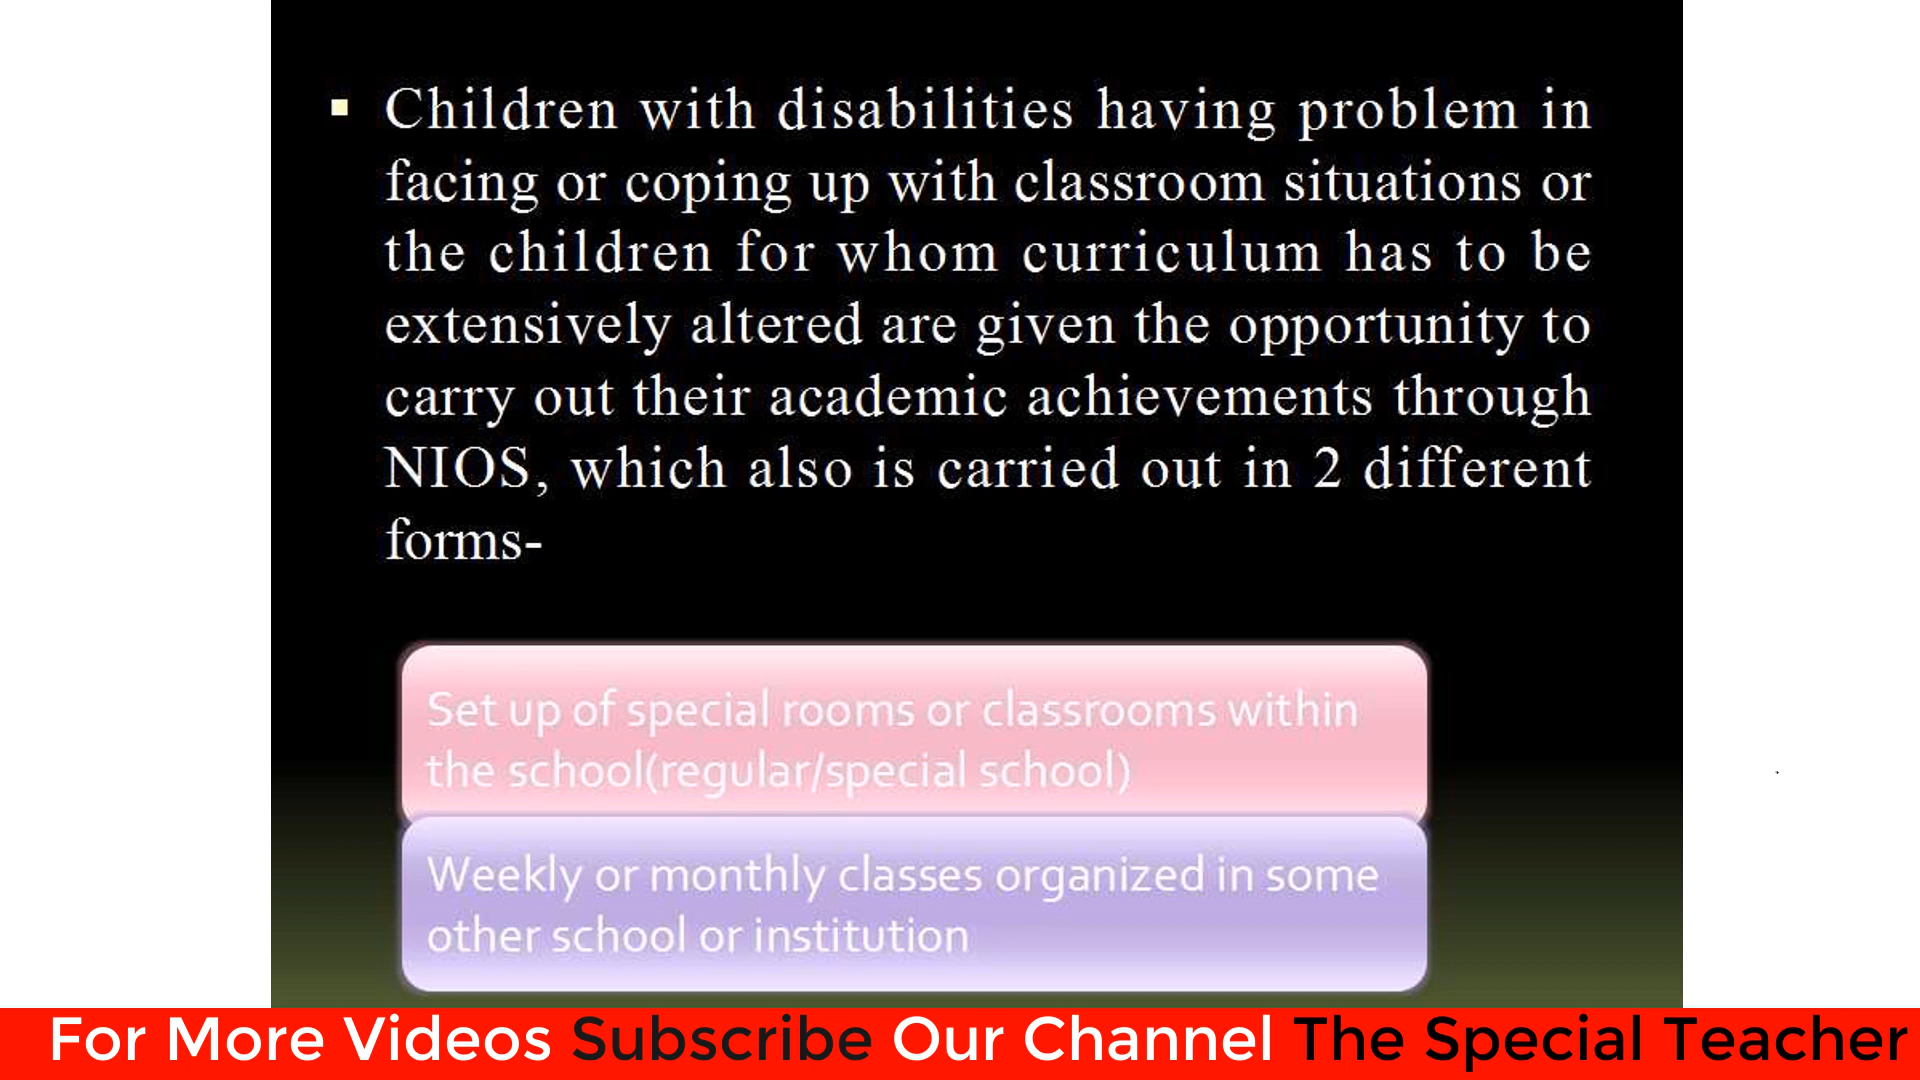 ▪ Children with disabilities having problem in
facing or coping up with classroom situations or
the children for whom curriculum has to be
extensively altered are given the opportunity to
carry out their academic achievements through
NIOS, which also is carried out in 2 different
forms-
Set up of special rooms or classrooms within
the school(regular/special school)
Weekly or monthly classes organized in some
other school or institution
For More Videos Subscribe Our Channel The Special Teacher